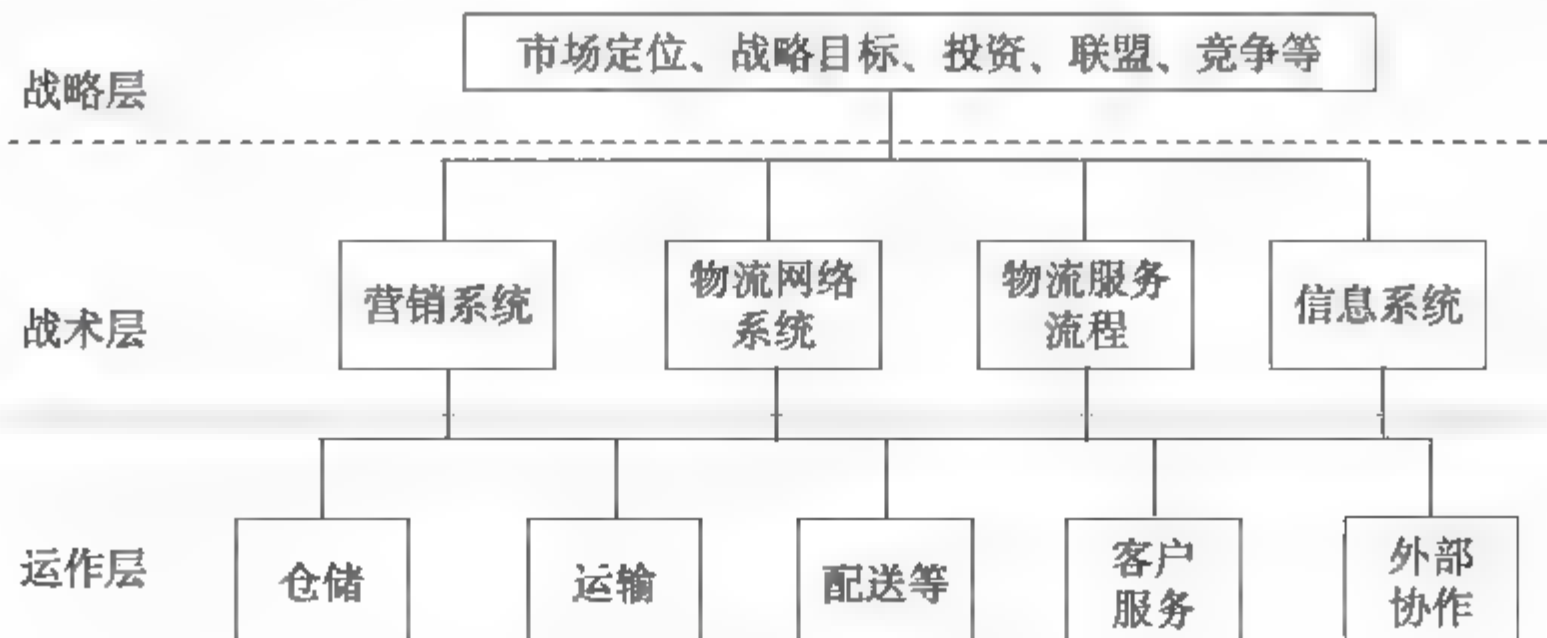 市场定位、战略目标、投资、联盟、竞争等
战略层
营销系统
物流网络
系统
物流服务
流程
信息系统
战术层
运作层
仓储
运输
配送等
客户
服务
外部
协作